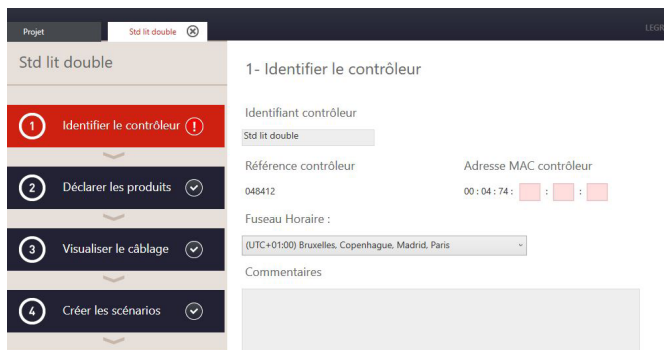 Projet
Std lit double
LEGR
Std lit double
1- Identifier le contrôleur
1 Identifier le contrôleur !
2 Déclarer les produits
3 Visualiser le câblage
4 Créer les scénarios
Identifiant contrôleur
Std lit double
Référence contrôleur
Adresse MAC contrôleur
048412
00 : 04 : 74 : : :
Fuseau Horaire :
(UTC+01:00) Bruxelles, Copenhague, Madrid, Paris
Commentaires